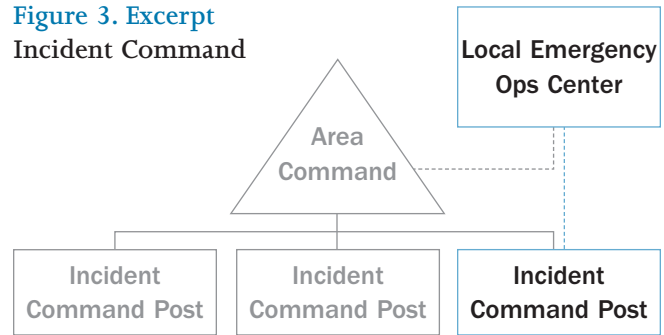 Figure 3. Excerpt
Incident Command
Local Emergency
Ops Center
Area
Command
Incident
Command Post
Incident
Command Post
Incident
Command Post